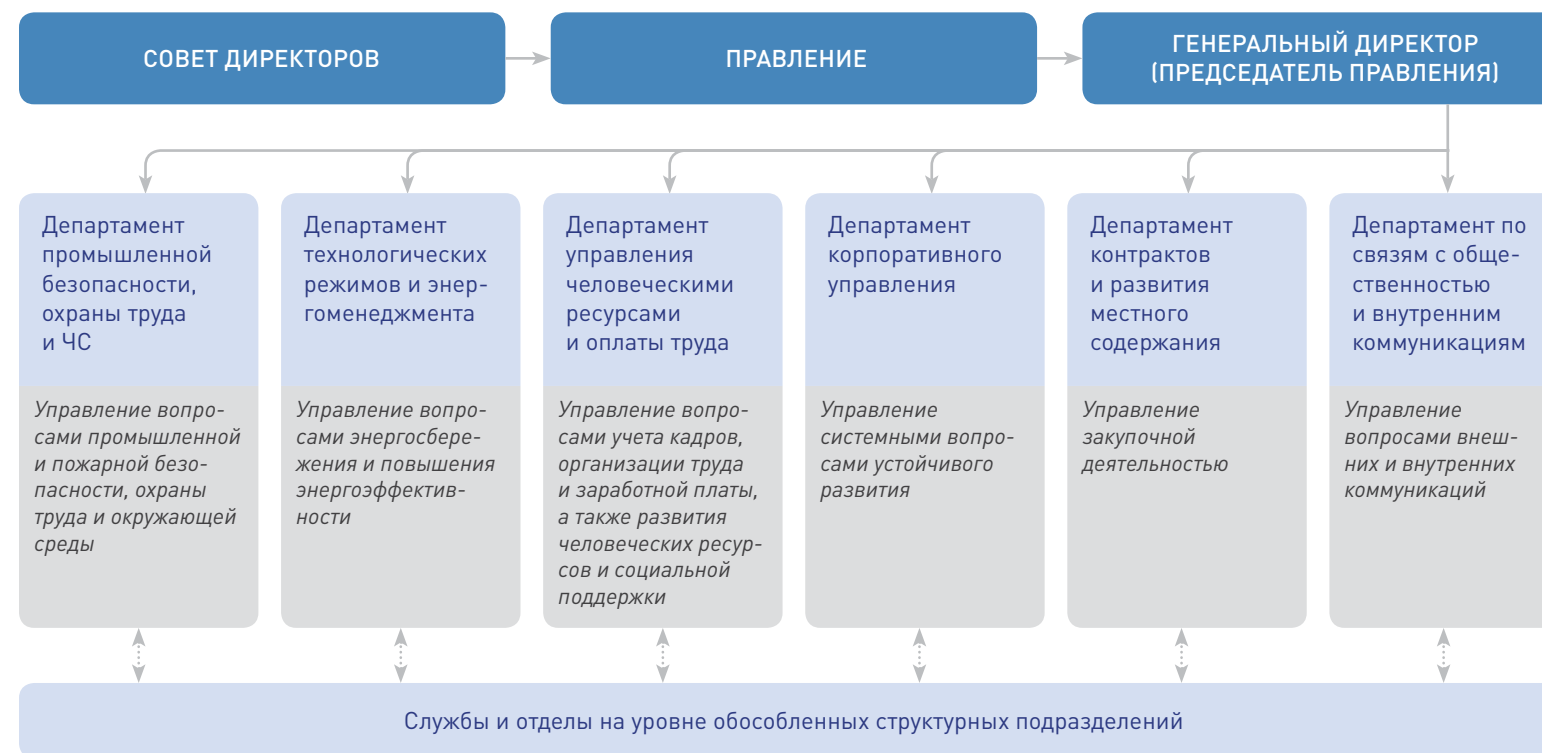 СОВЕТ ДИРЕКТОРОВ
ПРАВЛЕНИЕ
ГЕНЕРАЛЬНЫЙ ДИРЕКТОР
(ПРЕДСЕДАТЕЛЬ ПРАВЛЕНИЯ)
Департамент
промышленной
безопасности,
охраны труда
и ЧС
Управление вопро-
сами промышленной
и пожарной безо-
пасности, охраны
труда и окружающей
среды
Департамент
технологических
режимов и энер-
гоменеджмента
Управление вопро-
сами энергосбере-
жения и повышения
энергоэффектив-
ности
Департамент
управления
человеческими
ресурсами
и оплаты труда
Управление вопро-
сами учета кадров,
организации труда
и заработной платы,
а также развития
человеческих ресур-
сов и социальной
поддержки
Департамент
корпоративного
управления
Управление
системными вопро-
сами устойчивого
развития
Департамент
контрактов
и развития
местного
содержания
Управление
закупочной
деятельностью
Департамент по
связям с обще-
ственностью
и внутренним
коммуникациям
Управление
вопросами внеш-
них и внутренних
коммуникаций
Службы и отделы на уровне обособленных структурных подразделений